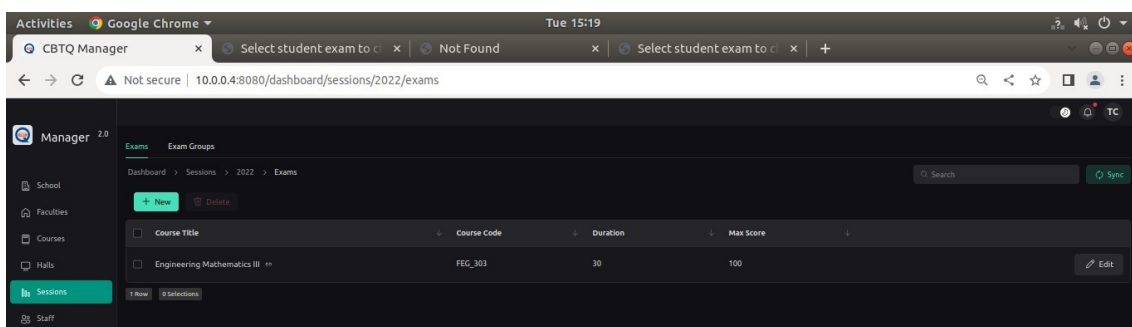 Activities Google Chrome Tue 15:19
CBTQ Manager Select student exam to c Not Found Select student exam to c
Not secure 10.0.0.4:8080/dashboard/sessions/2022/exams
TC
Manager 2.0
Exams Exam Groups
Dashboard > Sessions > 2022 > Exams Search Sync
School
+ New Delete
Faculties
Course Title Course Code Duration Max Score
Courses
Engineering Mathematics III FEG_303 30 100 Edit
Halls
Sessions 1 Row 0 Selections
Staff